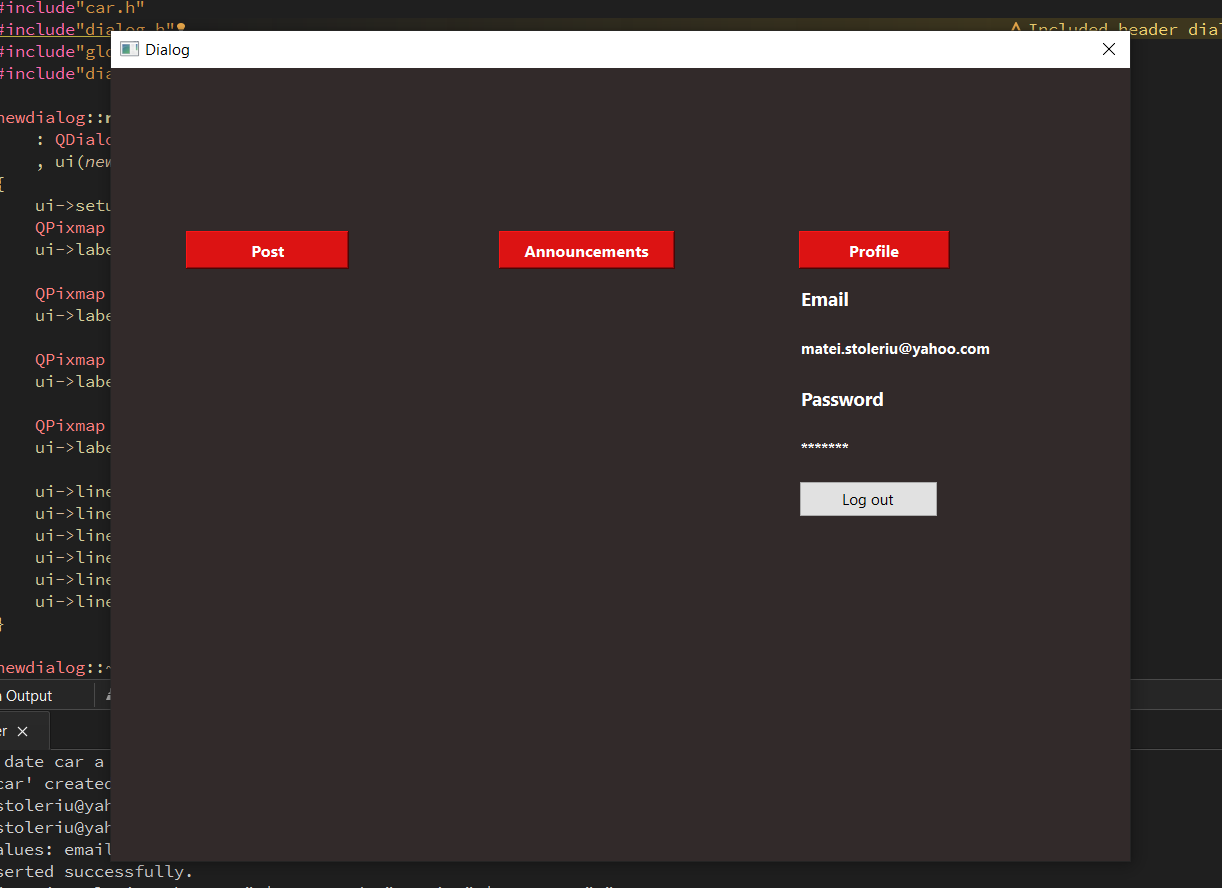 #include"car.h"
#include"dialog.h"
Included header dial
#include"glo
#include"dia
Dialog
newdialog::n
: QDialo
, ui(new
{
ui->setu
QPixmap
ui->labe
QPixmap
ui->labe
QPixmap
ui->labe
QPixmap
ui->labe
ui->line
ui->line
ui->line
ui->line
ui->line
ui->line
}
newdialog::~
Post
Announcements
Profile
Email
matei.stoleriu@yahoo.com
Password
*******
Log out
Output
er
date car a
car' created
stoleriu@yah
stoleriu@yah
alues: email
serted successfully.